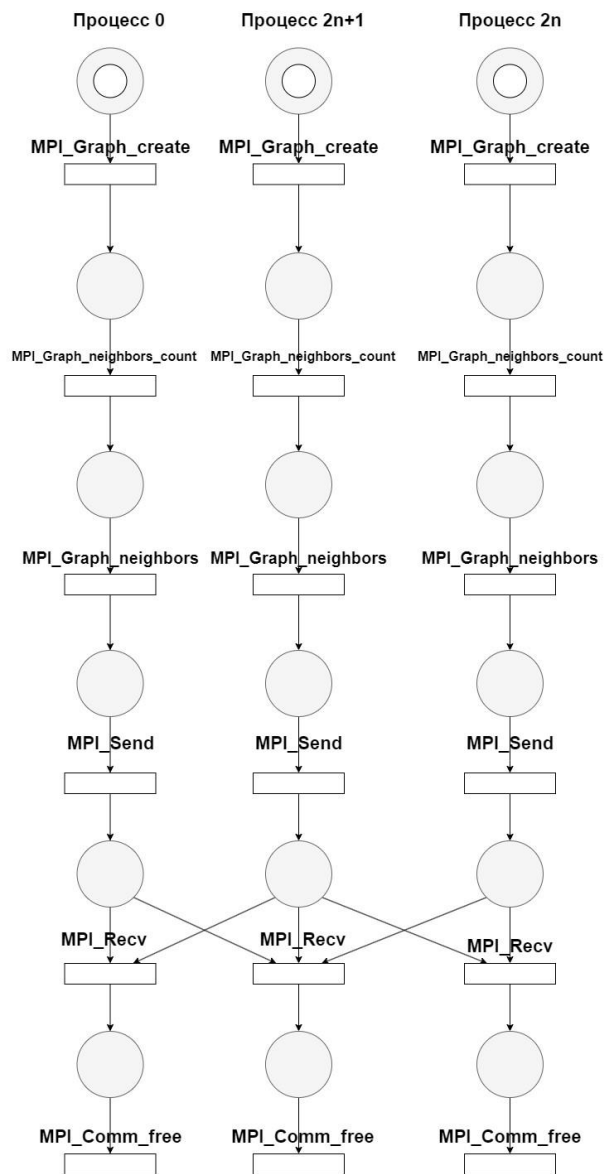 Процесс 0 Процесс 2n+1 Процесс 2n
MPI_Graph_create MPI_Graph_create MPI_Graph_create
MPI_Graph_neighbors_count MPI_Graph_neighbors_count MPI_Graph_neighbors_count
MPI_Graph_neighbors MPI_Graph_neighbors MPI_Graph_neighbors
MPI_Send MPI_Send MPI_Send
MPI_Recv MPI_Recv MPI_Recv
MPI_Comm_free MPI_Comm_free MPI_Comm_free